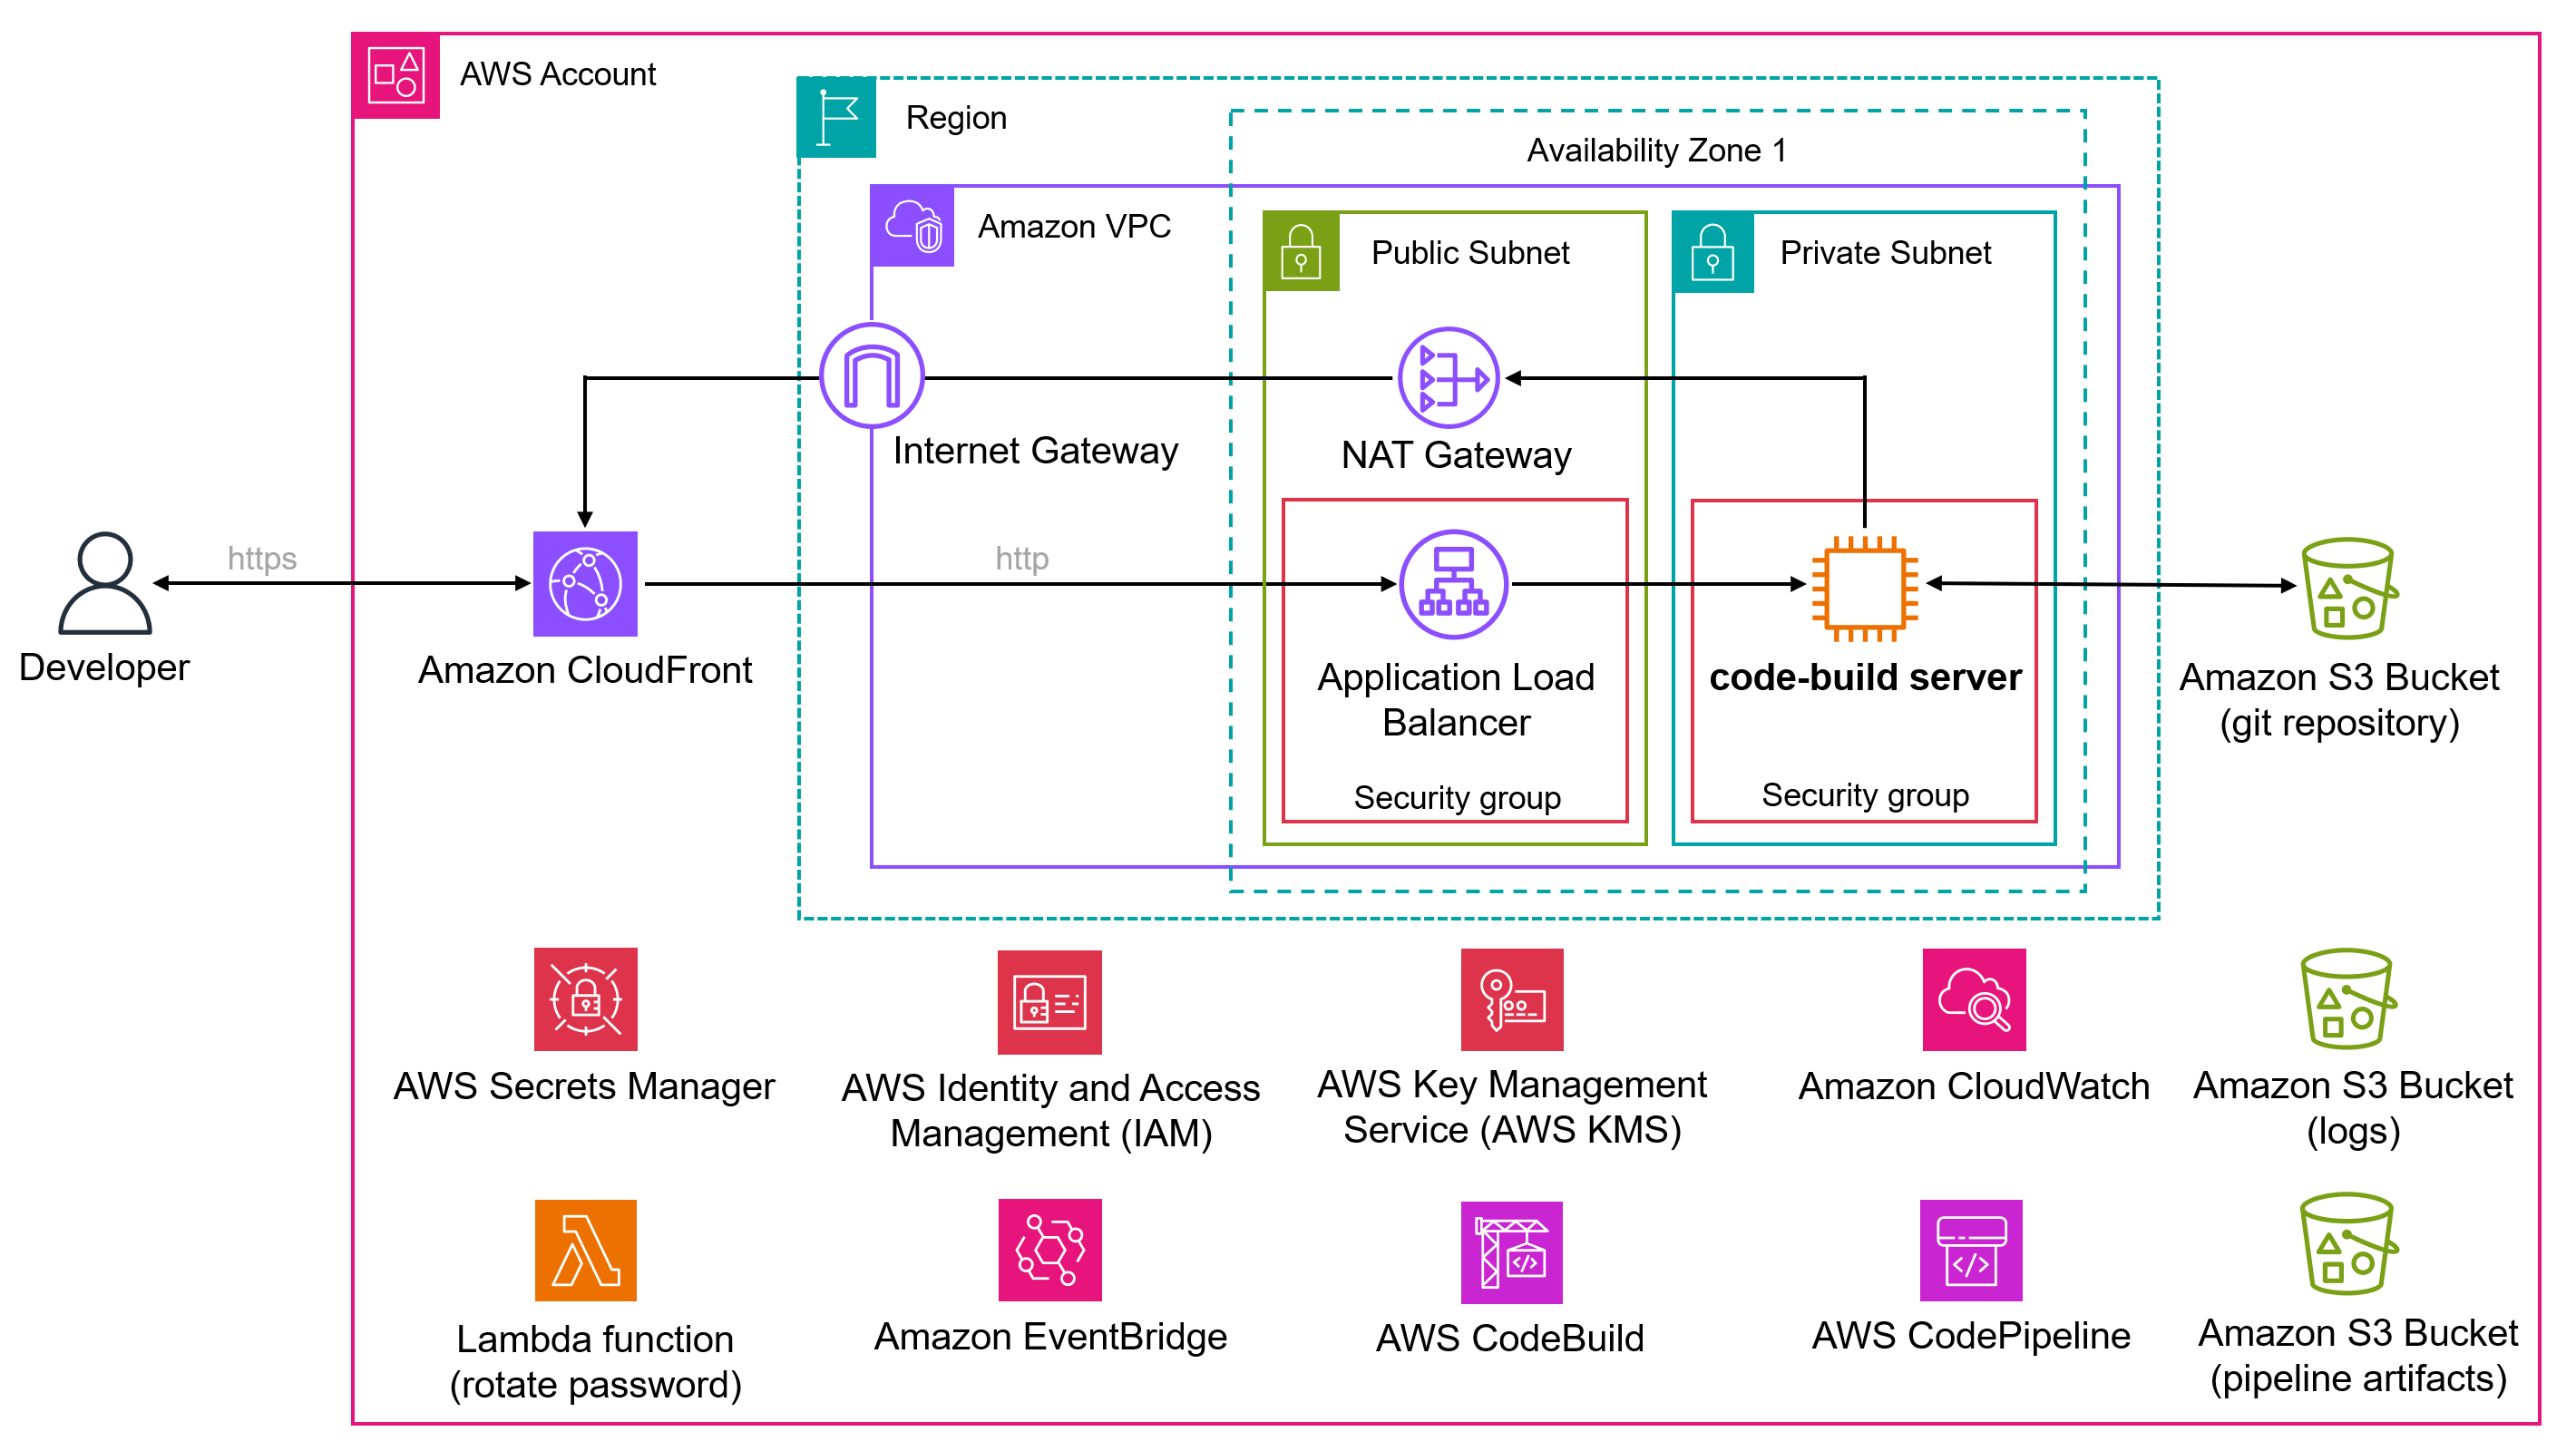 AWS Account
Region
Availability Zone 1
Amazon VPC
Public Subnet
Private Subnet
Internet Gateway
NAT Gateway
https
http
Developer
Amazon CloudFront
Application Load
Balancer
Security group
code-build server
Security group
Amazon S3 Bucket
(git repository)
AWS Secrets Manager
AWS Identity and Access
Management (IAM)
AWS Key Management
Service (AWS KMS)
Amazon CloudWatch
Amazon S3 Bucket
(logs)
Lambda function
(rotate password)
Amazon EventBridge
AWS CodeBuild
AWS CodePipeline
Amazon S3 Bucket
(pipeline artifacts)